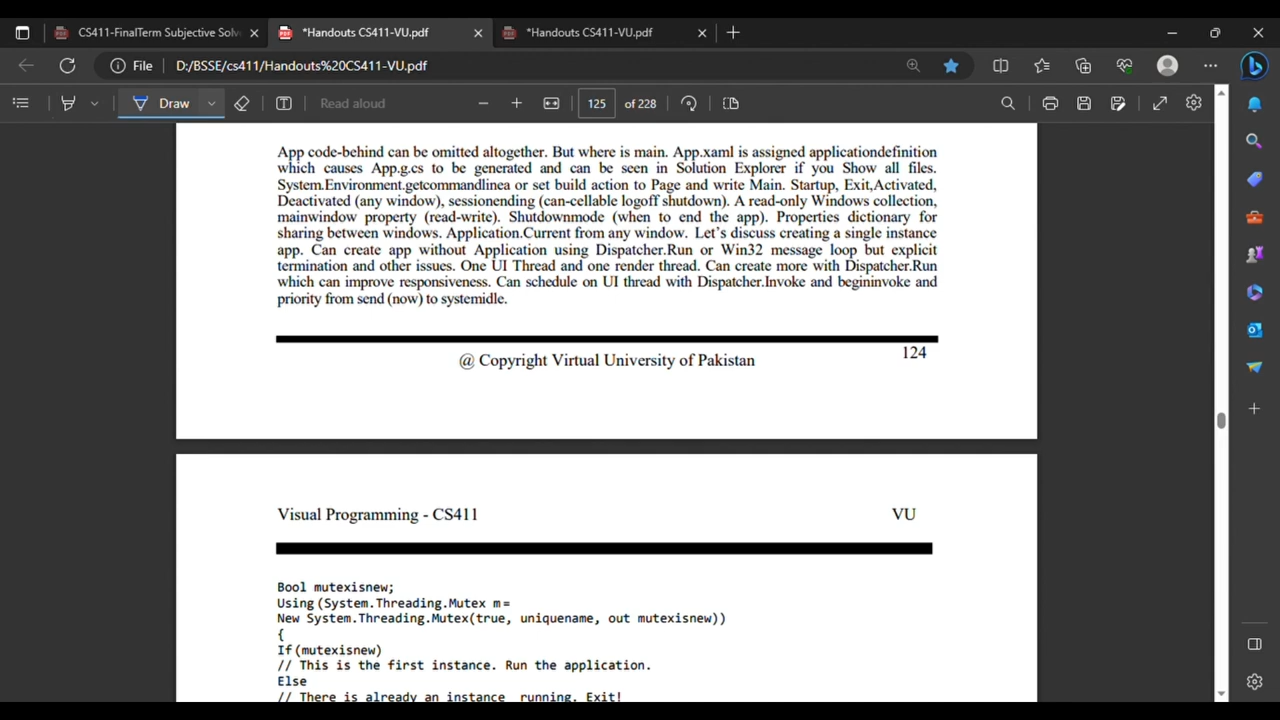 CS411-FinalTerm Subjective Solv
*Handouts CS411-VU.pdf
*Handouts CS411-VU.pdf
File
D:/BSSE/cs411/Handouts%20CS411-VU.pdf
Draw
Read aloud
125 of 228
App code-behind can be omitted altogether. But where is main. App.xaml is assigned applicationdefinition
which causes App.g.cs to be generated and can be seen in Solution Explorer if you Show all files.
System.Environment.getcommandlinea or set build action to Page and write Main. Startup, Exit,Activated,
Deactivated (any window), sessionending (can-cellable logoff shutdown). A read-only Windows collection,
mainwindow property (read-write). Shutdownmode (when to end the app). Properties dictionary for
sharing between windows. Application.Current from any window. Let's discuss creating a single instance
app. Can create app without Application using Dispatcher.Run or Win32 message loop but explicit
termination and other issues. One UI Thread and one render thread. Can create more with Dispatcher.Run
which can improve responsiveness. Can schedule on UI thread with Dispatcher.Invoke and begininvoke and
priority from send (now) to systemidle.
124
@ Copyright Virtual University of Pakistan
Visual Programming - CS411 VU
Bool mutexisnew;
Using (System.Threading.Mutex m=
New System.Threading.Mutex(true, uniquename, out mutexisnew))
{
If(mutexisnew)
// This is the first instance. Run the application.
Else
// There is already an instance running. Exit!